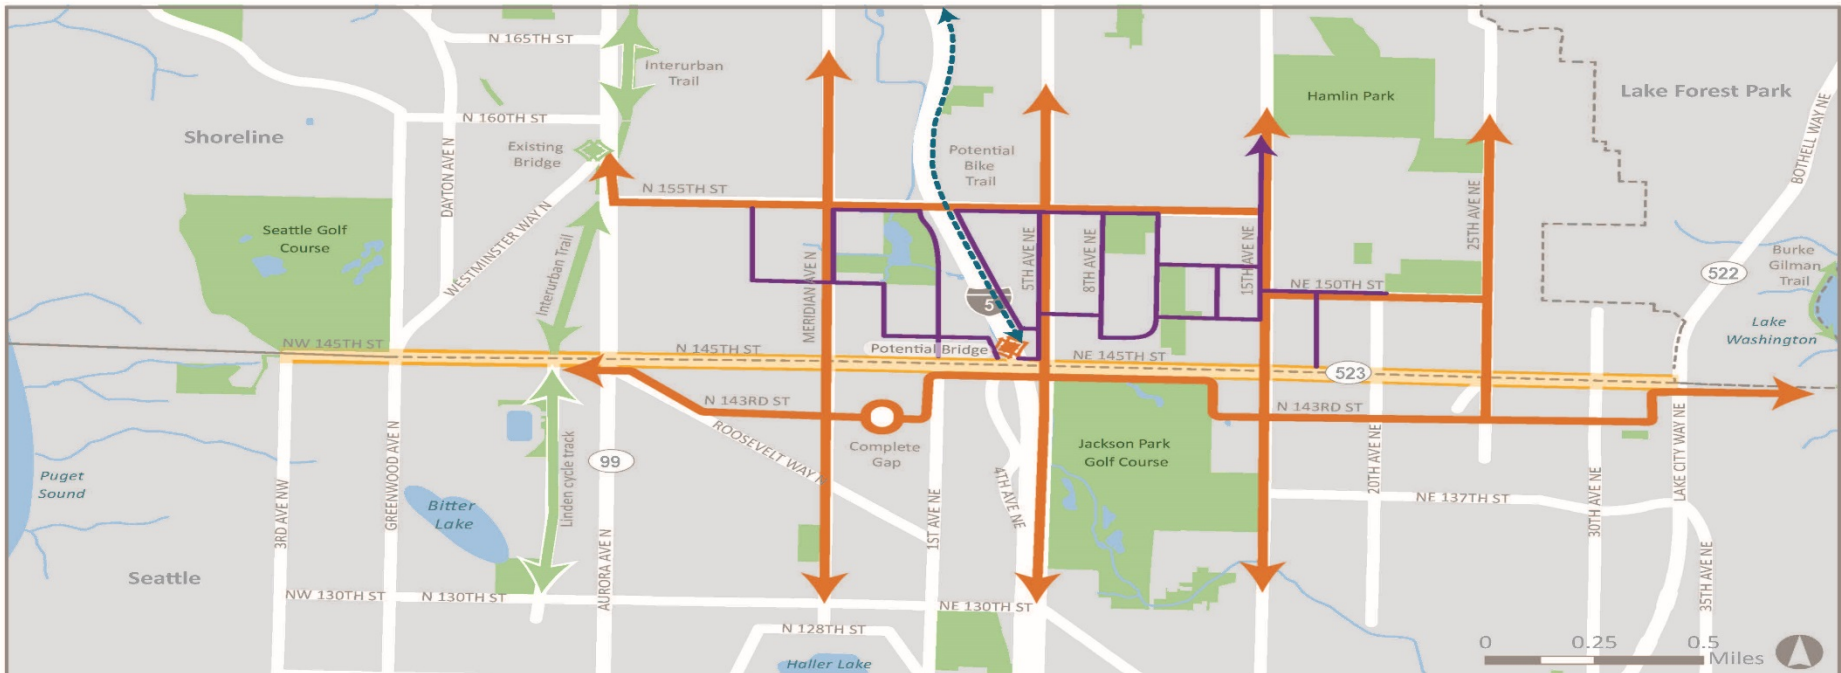 N 165TH ST
Interurban
Trail
Hamlin Park
Lake Forest Park
BOTHELL WAY NE
N 160TH ST
Shoreline
Existing
Bridge
Potential
Bike
Trail
DAYTON AVE N
N 155TH ST
WESTMINSTER WAY N
Seattle Golf
Course
Interurban Trail
MERIDIAN AVE N
5TH AVE NE
8TH AVE NE
15TH AVE NE
25TH AVE NE
Burke
Gilman
Trail
522
5
NE 150TH ST
Lake
Washington
NW 145TH ST
N 145TH ST
Potential Bridge
NE 145TH ST
523
N 143RD ST
N 143RD ST
ROOSEVELT WAY
Complete
Gap
Jackson Park
Golf Course
99
Puget
Sound
Bitter
Lake
3RD AVE NW
GREENWOOD AVE N
Linden cycle track
AURORA AVE N
1ST AVE NE
4TH AVE NE
20TH AVE NE
NE 137TH ST
30TH AVE NE
LAKE CITY WAY NE
35TH AVE NE
Seattle
NW 130TH ST
N 130TH ST
NE 130TH ST
N 128TH ST
Haller Lake
0 0.25 0.5
Miles